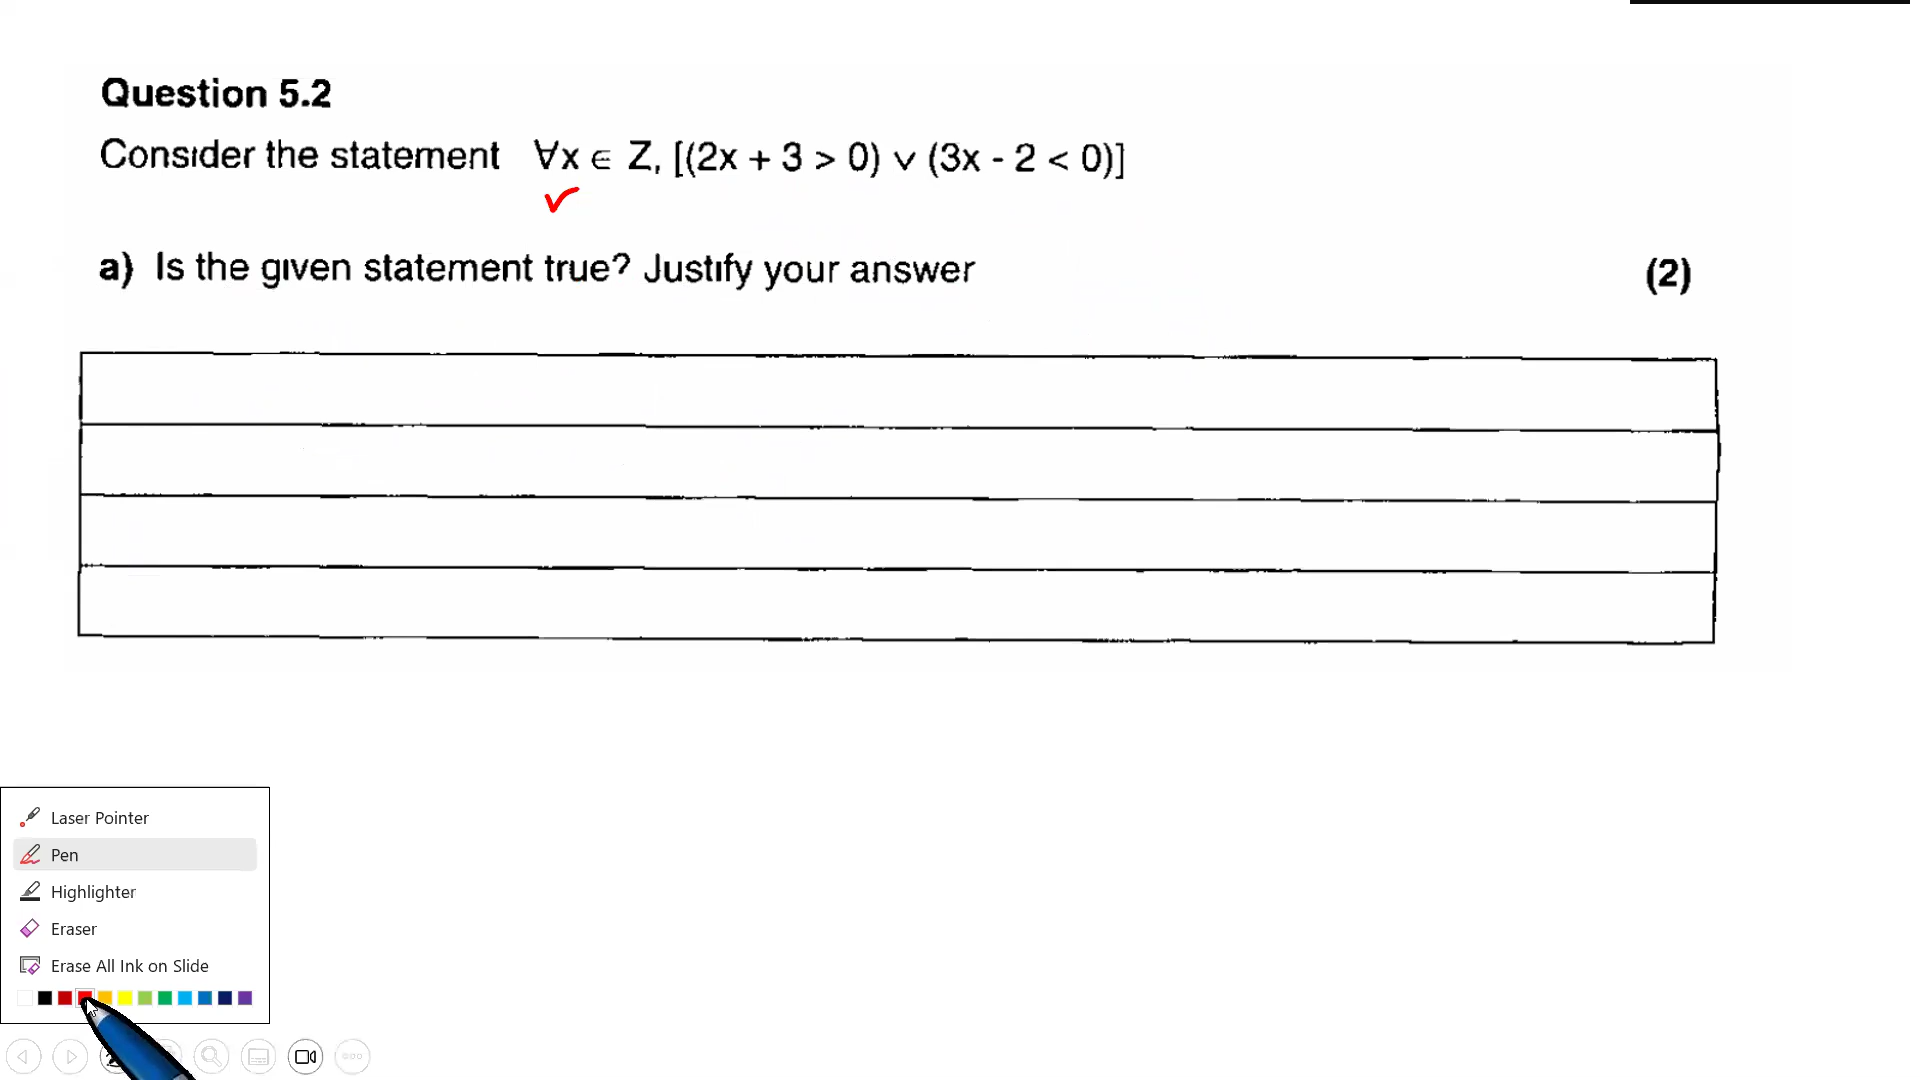 Question 5.2
Consider the statement ∀x ∈ Z, [(2x + 3 > 0) ∨ (3x - 2 < 0)]
a) Is the given statement true? Justify your answer (2)
Laser Pointer
Pen
Highlighter
Eraser
Erase All Ink on Slide